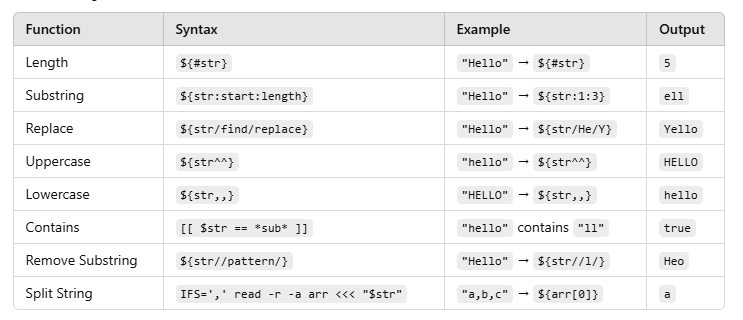 Function Syntax Example Output
Length ${#str} "Hello" → ${#str} 5
Substring ${str:start:length} "Hello" → ${str:1:3} ell
Replace ${str/find/replace} "Hello" → ${str/He/Y} Yello
Uppercase ${str^^} "hello" → ${str^^} HELLO
Lowercase ${str,,} "HELLO" → ${str,,} hello
Contains [[ $str == *sub* ]] "hello" contains "ll" true
Remove Substring ${str//pattern/} "Hello" → ${str//l/} Heo
Split String IFS=',' read -r -a arr <<< "$str" "a,b,c" → ${arr[0]} a